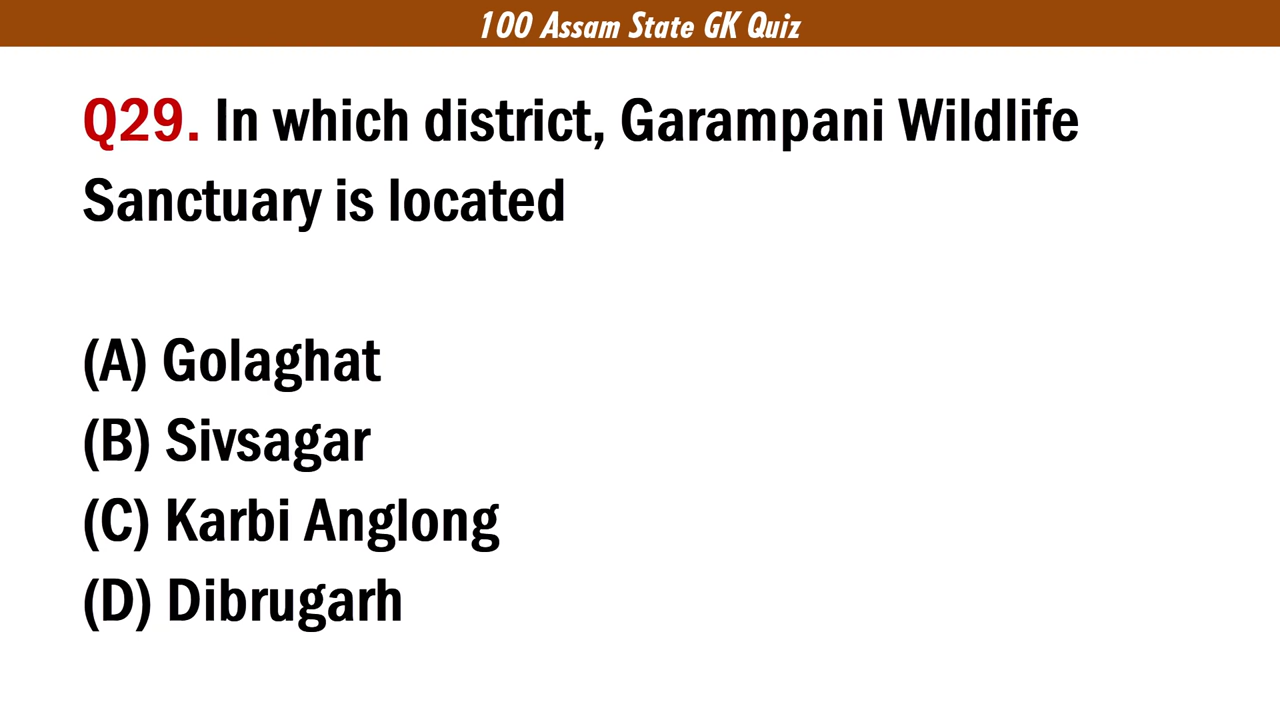 100 Assam State GK Quiz
Q29. In which district, Garampani Wildlife
Sanctuary is located
(A) Golaghat
(B) Sivsagar
(C) Karbi Anglong
(D) Dibrugarh